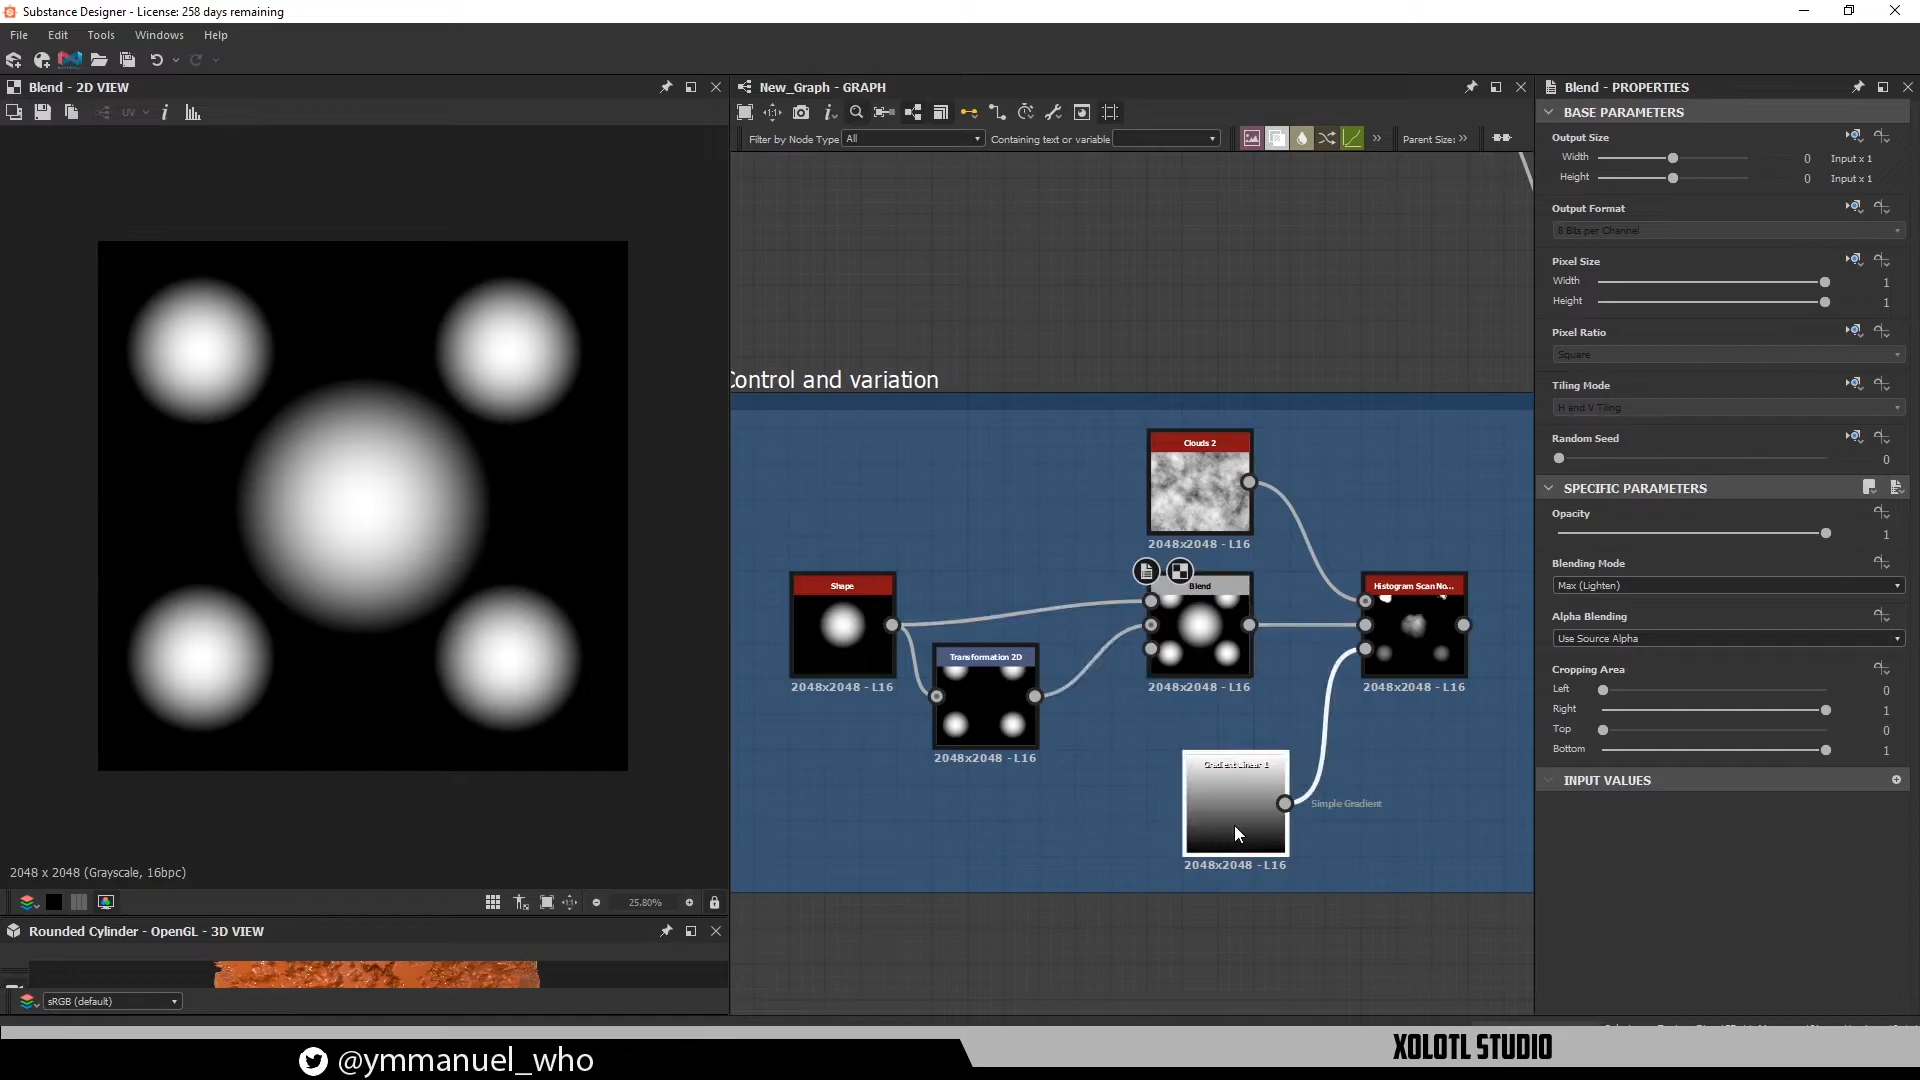 Substance Designer - License: 258 days remaining
File Edit Tools Windows Help
Blend - 2D VIEW
UV
2048 x 2048 (Grayscale, 16bpc)
25.80%
Rounded Cylinder - OpenGL - 3D VIEW
sRGB (default)
New_Graph - GRAPH
Filter by Node Type All Containing text or variable Parent Size:
Control and variation
Clouds 2
2048x2048 - L16
Shape
2048x2048 - L16
Transformation 2D
2048x2048 - L16
Blend
2048x2048 - L16
Histogram Scan No...
2048x2048 - L16
Gradient Linear 1
Simple Gradient
2048x2048 - L16
Blend - PROPERTIES
BASE PARAMETERS
Output Size
Width 0 Input x 1
Height 0 Input x 1
Output Format
8 Bits per Channel
Pixel Size
Width 1
Height 1
Pixel Ratio
Square
Tiling Mode
H and V Tiling
Random Seed
0
SPECIFIC PARAMETERS
Opacity
1
Blending Mode
Max (Lighten)
Alpha Blending
Use Source Alpha
Cropping Area
Left 0
Right 1
Top 0
Bottom 1
INPUT VALUES
@ymmanuel_who
XOLOTL STUDIO